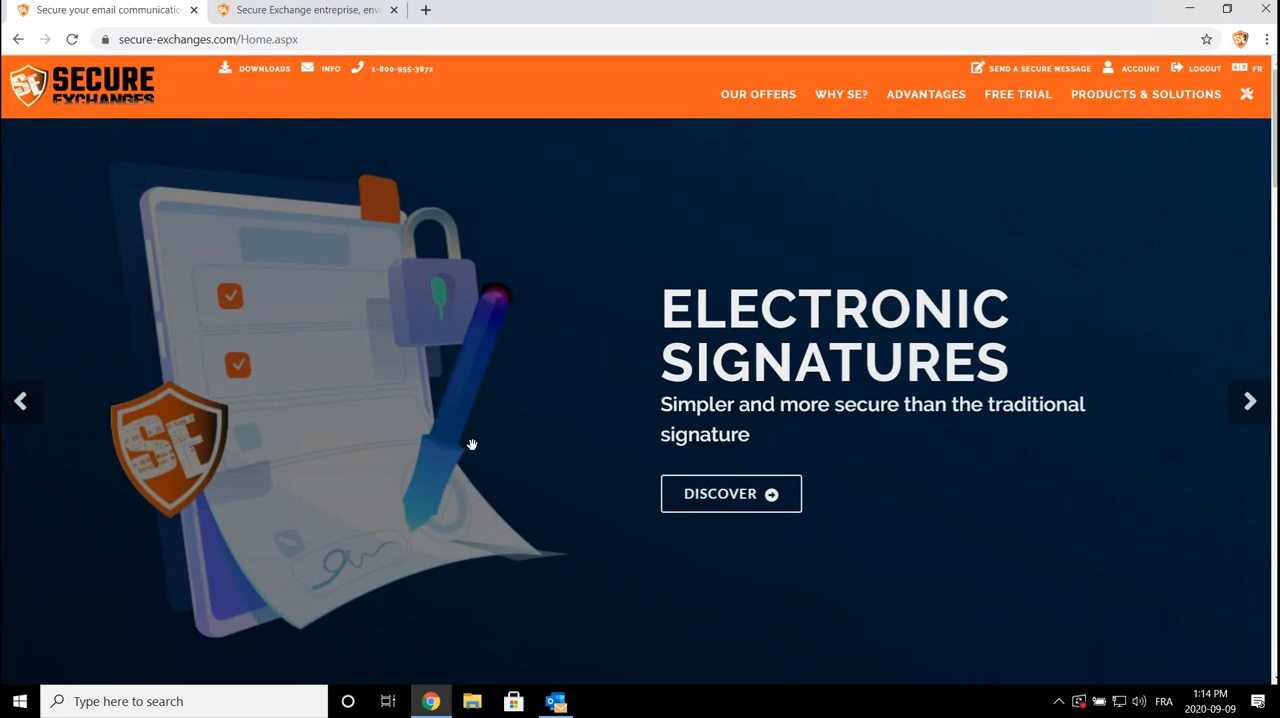 Secure your email communicatio
Secure Exchange entreprise, env
secure-exchanges.com/Home.aspx
SE SECURE EXCHANGES
DOWNLOADS INFO 1-800-955-3872
SEND A SECURE MESSAGE ACCOUNT LOGOUT FR
OUR OFFERS WHY SE? ADVANTAGES FREE TRIAL PRODUCTS & SOLUTIONS
ELECTRONIC
SIGNATURES
Simpler and more secure than the traditional
signature
DISCOVER
SE
Type here to search
FRA
1:14 PM
2020-09-09